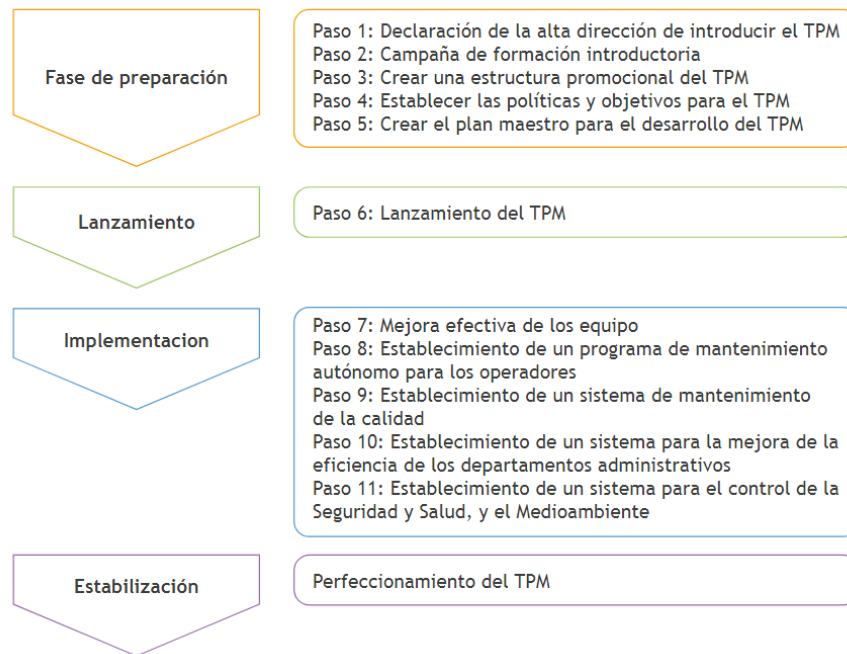 Fase de preparación
Paso 1: Declaración de la alta dirección de introducir el TPM
Paso 2: Campaña de formación introductoria
Paso 3: Crear una estructura promocional del TPM
Paso 4: Establecer las políticas y objetivos para el TPM
Paso 5: Crear el plan maestro para el desarrollo del TPM
Lanzamiento
Paso 6: Lanzamiento del TPM
Implementacion
Paso 7: Mejora efectiva de los equipo
Paso 8: Establecimiento de un programa de mantenimiento
autónomo para los operadores
Paso 9: Establecimiento de un sistema de mantenimiento
de la calidad
Paso 10: Establecimiento de un sistema para la mejora de la
eficiencia de los departamentos administrativos
Paso 11: Establecimiento de un sistema para el control de la
Seguridad y Salud, y el Medioambiente
Estabilización
Perfeccionamiento del TPM